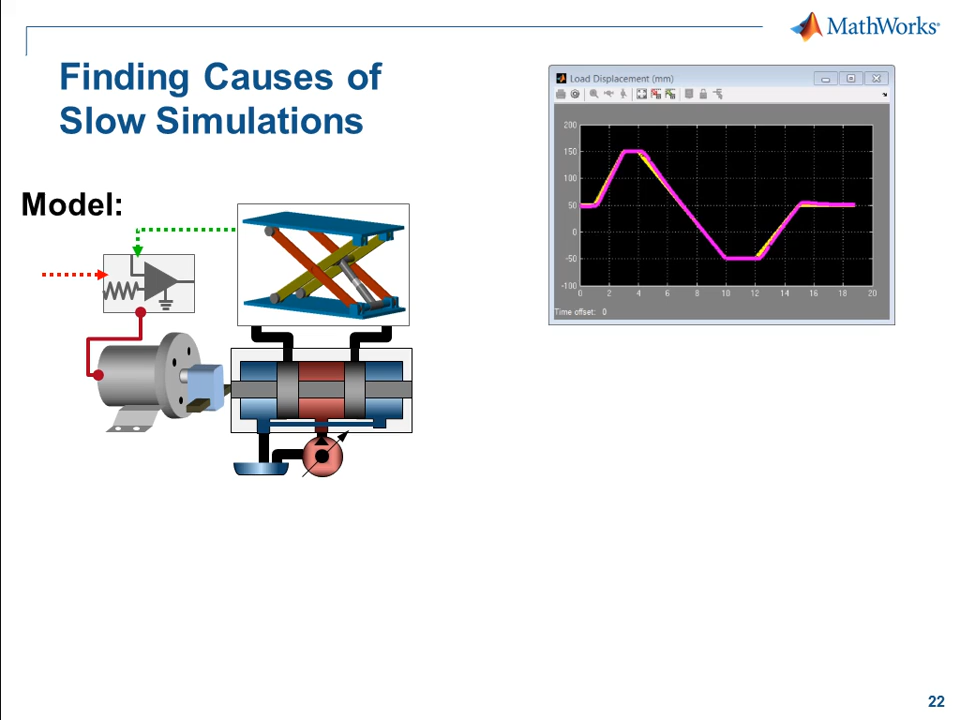 MathWorks®
Finding Causes of
Slow Simulations
Load Displacement (mm)
Model:
200
150
100
50
0
-50
-100
0 2 4 6 8 10 12 14 16 18 20
Time offset: 0
22